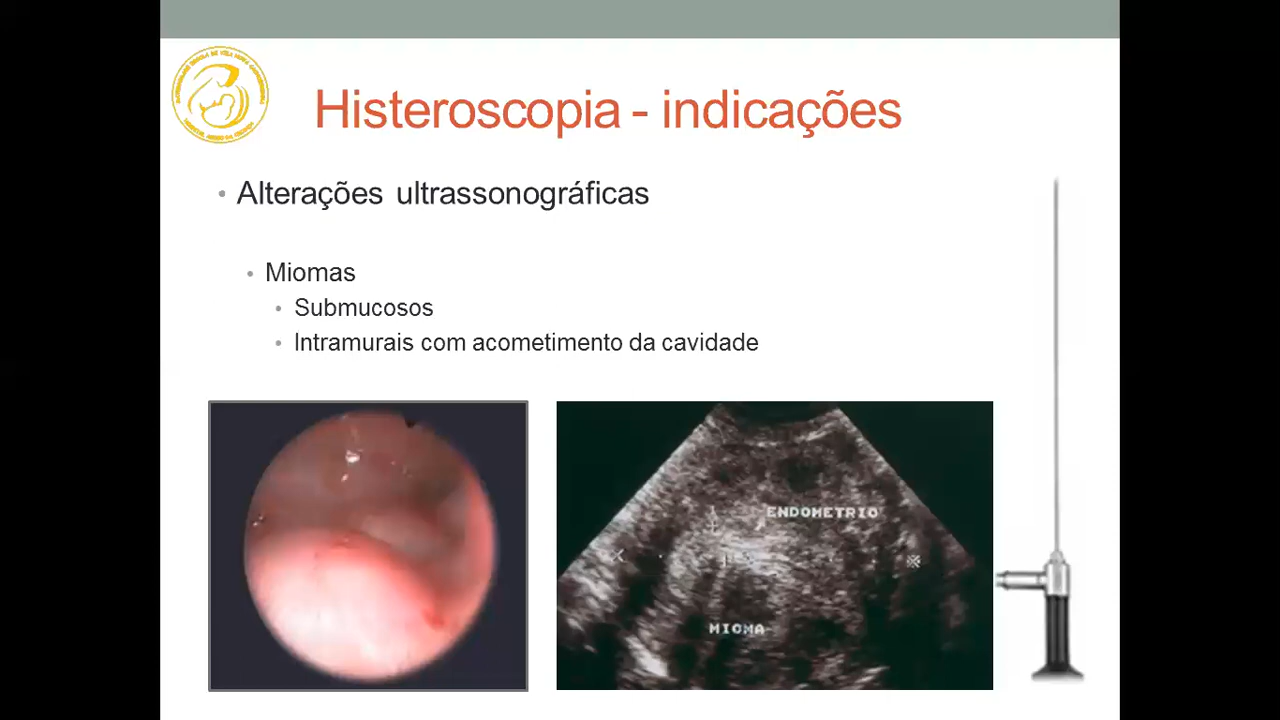 Histeroscopia - indicações
Alterações ultrassonográficas
Miomas
Submucosos
Intramurais com acometimento da cavidade
ENDOMETRIO
MIOMA